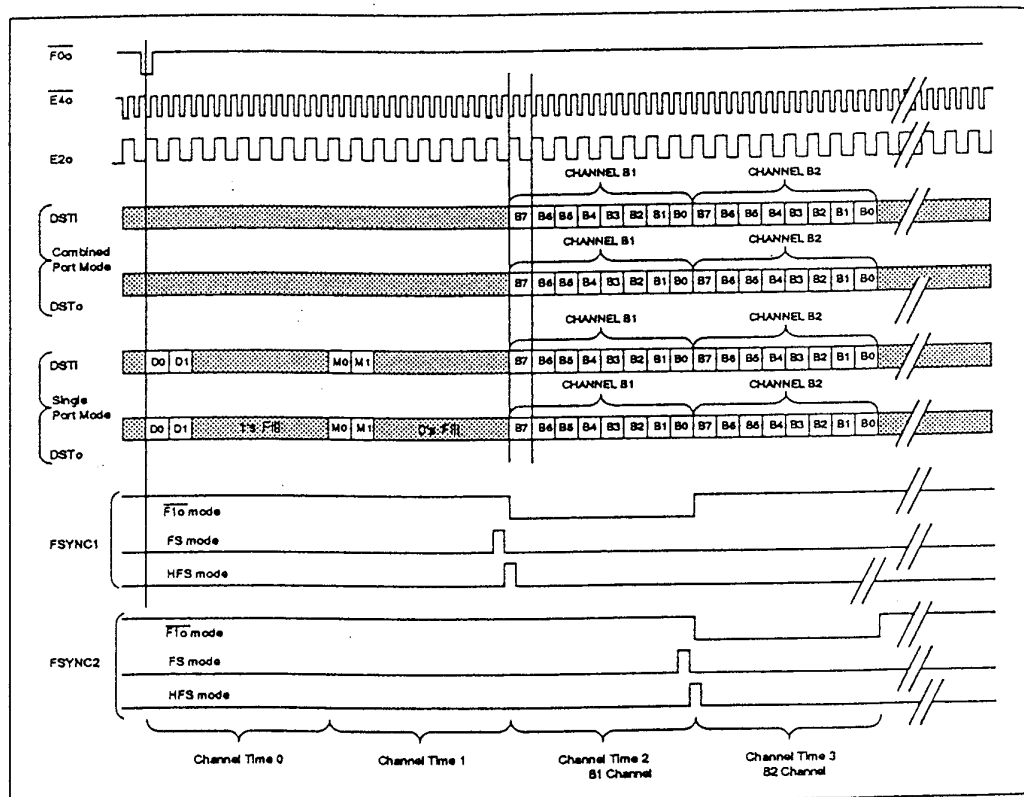 F0o
E4o
E2o
CHANNEL B1 CHANNEL B2
DSTi B7 B6 B5 B4 B3 B2 B1 B0 B7 B6 B5 B4 B3 B2 B1 B0
Combined
Port Mode
CHANNEL B1 CHANNEL B2
B7 B6 B5 B4 B3 B2 B1 B0 B7 B6 B5 B4 B3 B2 B1 B0
DSTo
CHANNEL B1 CHANNEL B2
DSTi D0 D1 M0 M1 B7 B6 B5 B4 B3 B2 B1 B0 B7 B6 B5 B4 B3 B2 B1 B0
Single
Port Mode
CHANNEL B1 CHANNEL B2
D0 D1 1's Fill M0 M1 0's Fill B7 B6 B5 B4 B3 B2 B1 B0 B7 B6 B5 B4 B3 B2 B1 B0
DSTo
F1o mode
FSYNC1 FS mode
HFS mode
F1o mode
FSYNC2 FS mode
HFS mode
Channel Time 0 Channel Time 1 Channel Time 2 Channel Time 3
B1 Channel B2 Channel